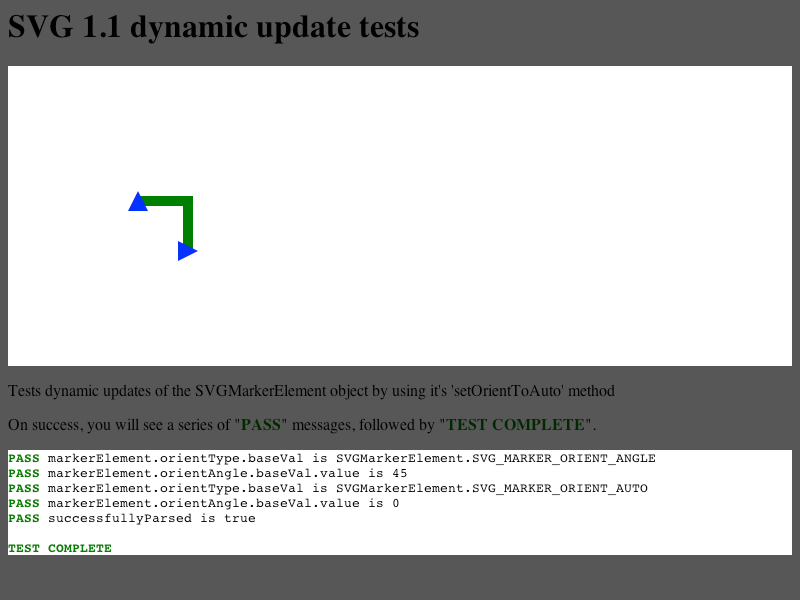 SVG 1.1 dynamic update tests
Tests dynamic updates of the SVGMarkerElement object by using it's 'setOrientToAuto' method
On success, you will see a series of "PASS" messages, followed by "TEST COMPLETE".
PASS markerElement.orientType.baseVal is SVGMarkerElement.SVG_MARKER_ORIENT_ANGLE
PASS markerElement.orientAngle.baseVal.value is 45
PASS markerElement.orientType.baseVal is SVGMarkerElement.SVG_MARKER_ORIENT_AUTO
PASS markerElement.orientAngle.baseVal.value is 0
PASS successfullyParsed is true
TEST COMPLETE